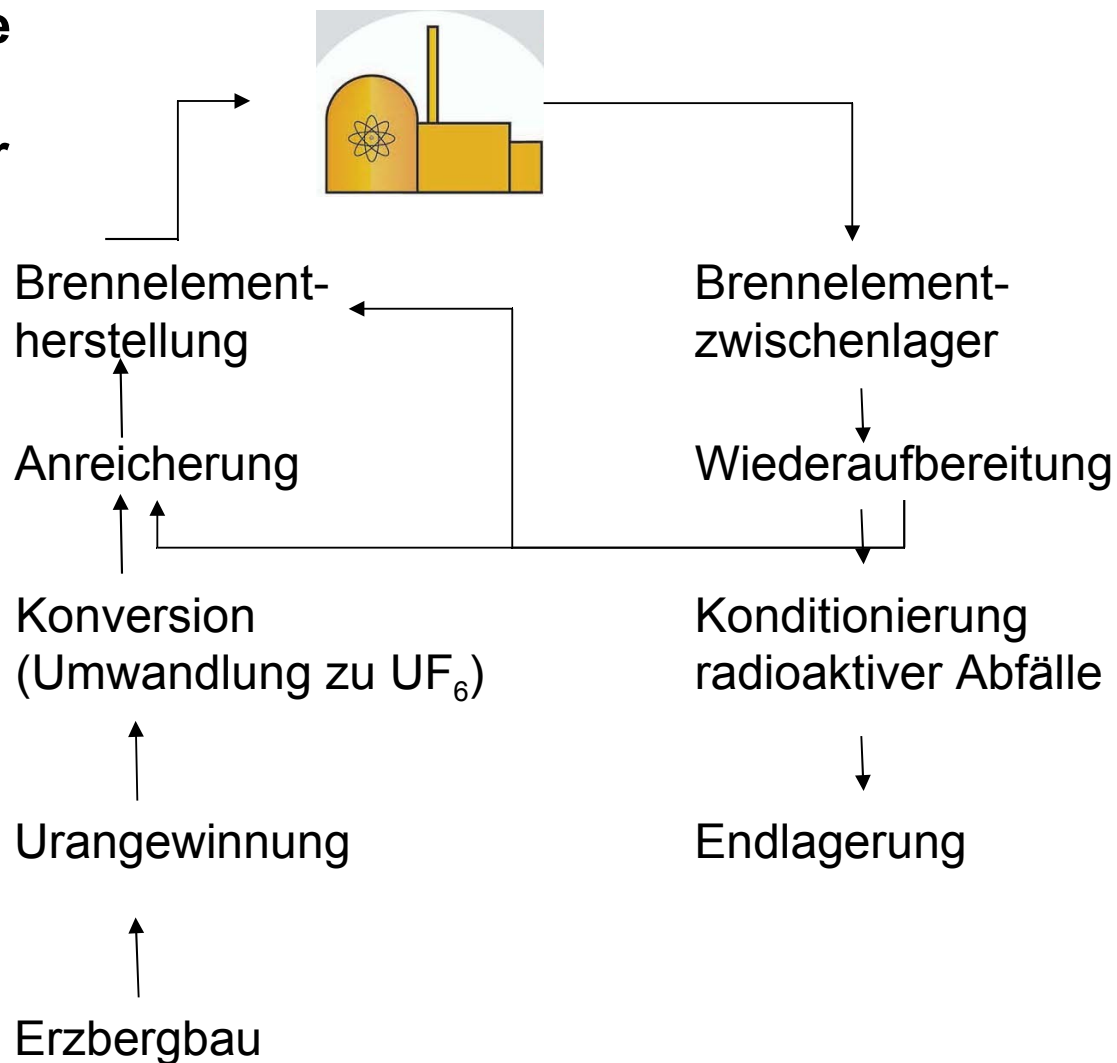 e
r
Brennelement-
herstellung
Anreicherung
Konversion
(Umwandlung zu UF₆)
Urangewinnung
Erzbergbau
Brennelement-
zwischenlager
Wiederaufbereitung
Konditionierung
radioaktiver Abfälle
Endlagerung